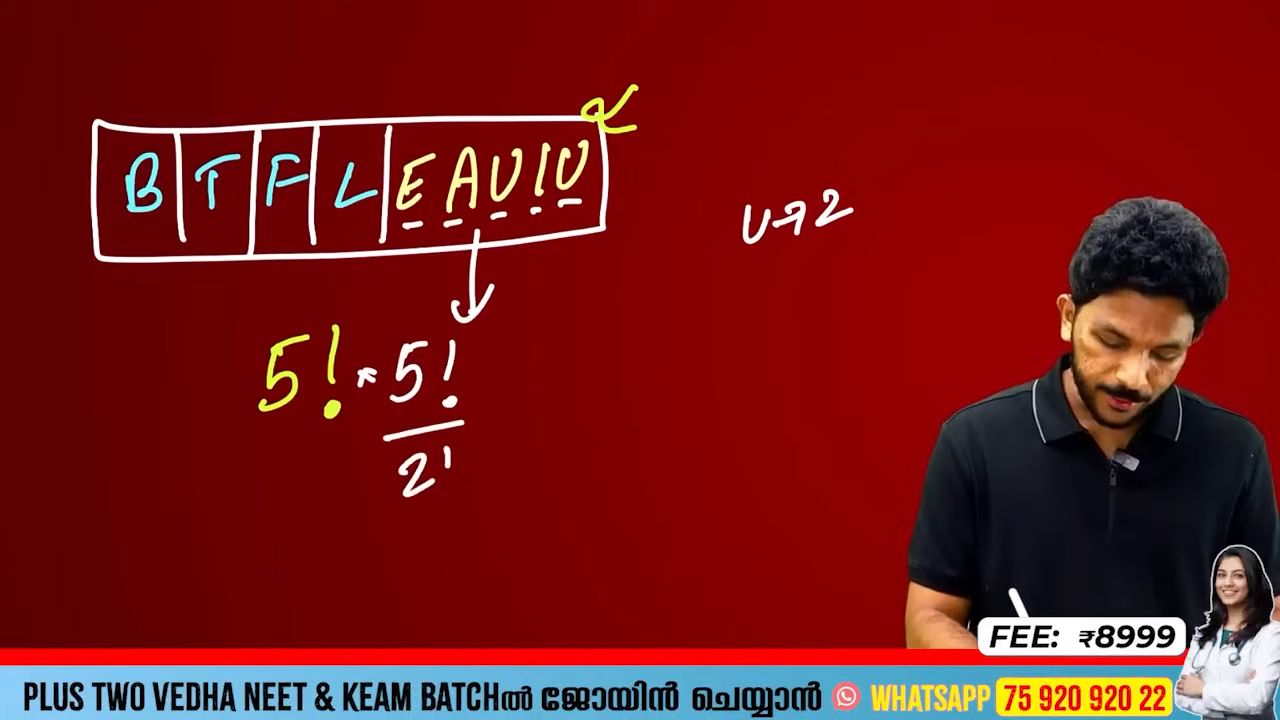 B T F L E A U I U
U→2
5! * 5!
2!
FEE: ₹8999
PLUS TWO VEDHA NEET & KEAM BATCHൽ ജോയിൻ ചെയ്യാൻ WHATSAPP 75 920 920 22